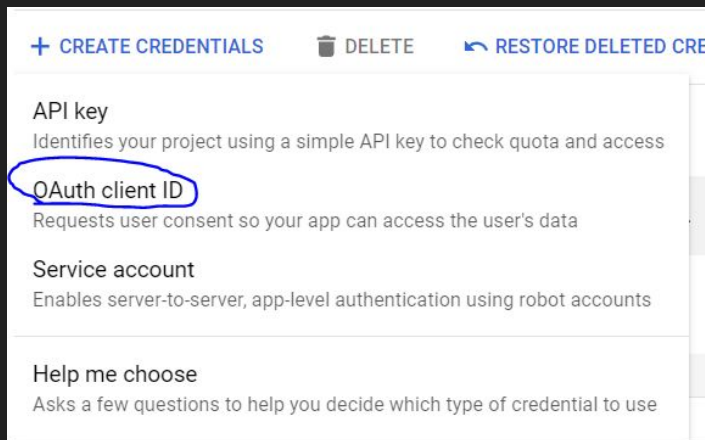 + CREATE CREDENTIALS DELETE RESTORE DELETED CRE
API key
Identifies your project using a simple API key to check quota and access
OAuth client ID
Requests user consent so your app can access the user's data
Service account
Enables server-to-server, app-level authentication using robot accounts
Help me choose
Asks a few questions to help you decide which type of credential to use